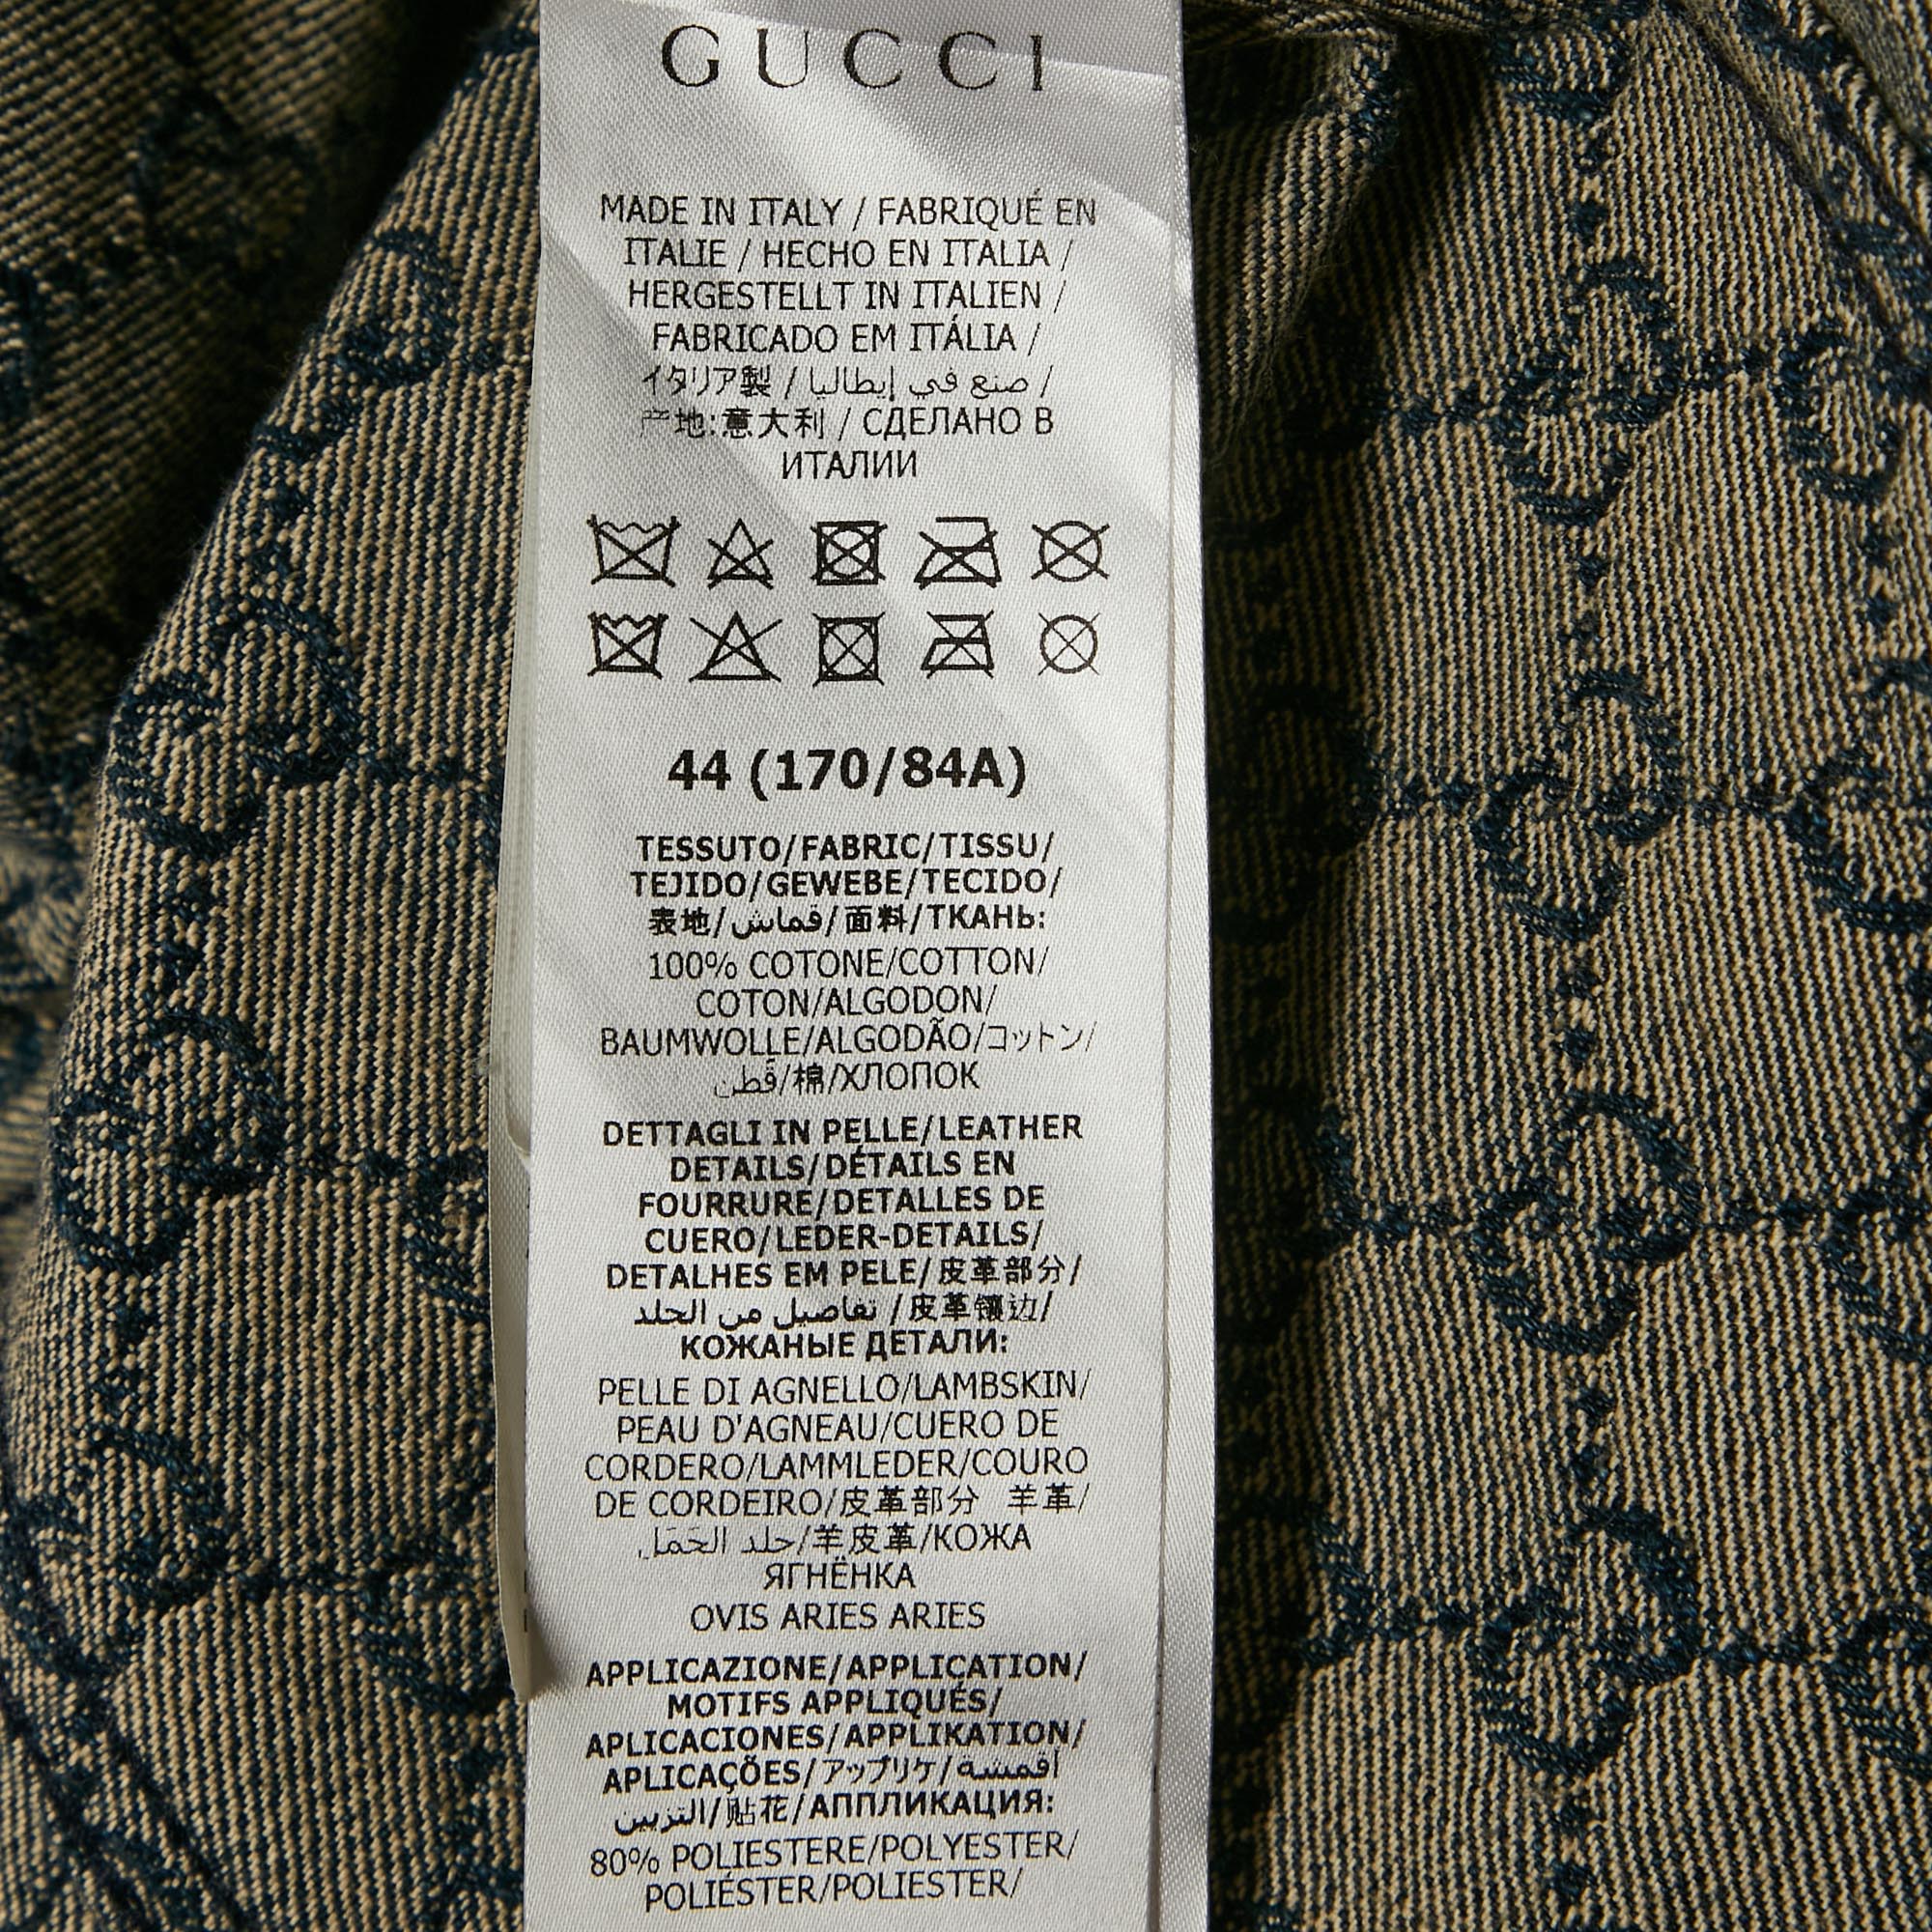 GUCCI
MADE IN ITALY / FABRIQUÉ EN
ITALIE / HECHO EN ITALIA /
HERGESTELLT IN ITALIEN /
FABRICADO EM ITÁLIA /
イタリア製 / صنع في إيطاليا /
产地:意大利 / СДЕЛАНО В
ИТАЛИИ
44 (170/84A)
TESSUTO/FABRIC/TISSU/
TEJIDO/GEWEBE/TECIDO/
表地/قماش/面料/ТКАНЬ:
100% COTONE/COTTON/
COTON/ALGODON/
BAUMWOLLE/ALGODÃO/コットン/
قُطن/棉/ХЛОПОК
DETTAGLI IN PELLE/LEATHER
DETAILS/DÉTAILS EN
FOURRURE/DETALLES DE
CUERO/LEDER-DETAILS/
DETALHES EM PELE/皮革部分/
تفاصيل من الجلد/皮革镶边/
КОЖАНЫЕ ДЕТАЛИ:
PELLE DI AGNELLO/LAMBSKIN/
PEAU D'AGNEAU/CUERO DE
CORDERO/LAMMLEDER/COURO
DE CORDEIRO/皮革部分 羊革/
جلد الحَمَل/羊皮革/КОЖА
ЯГНЁНКА
OVIS ARIES ARIES
APPLICAZIONE/APPLICATION/
MOTIFS APPLIQUÉS/
APLICACIONES/APPLIKATION/
APLICAÇÕES/アップリケ/أقمشة
التزيين/贴花/АППЛИКАЦИЯ:
80% POLIESTERE/POLYESTER/
POLIÉSTER/POLIESTER/